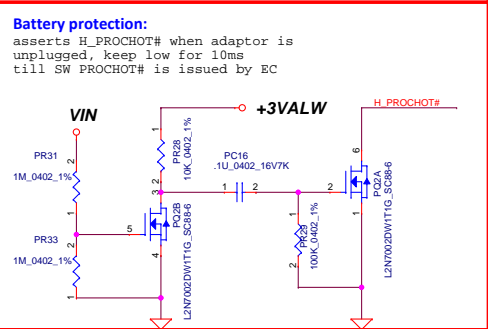 Battery protection:
asserts H_PROCHOT# when adaptor is
unplugged, keep low for 10ms
till SW PROCHOT# is issued by EC
VIN
+3VALW
H_PROCHOT#
PR31
1M_0402_1%
2
1
PR28
10K_0402_1%
1
2
PC16
.1U_0402_16V7K
1
2
3
5
4
PQ2B
L2N7002DW1T1G_SC88-6
6
2
1
PQ2A
L2N7002DW1T1G_SC88-6
PR33
1M_0402_1%
2
1
PR29
100K_0402_1%
1
2